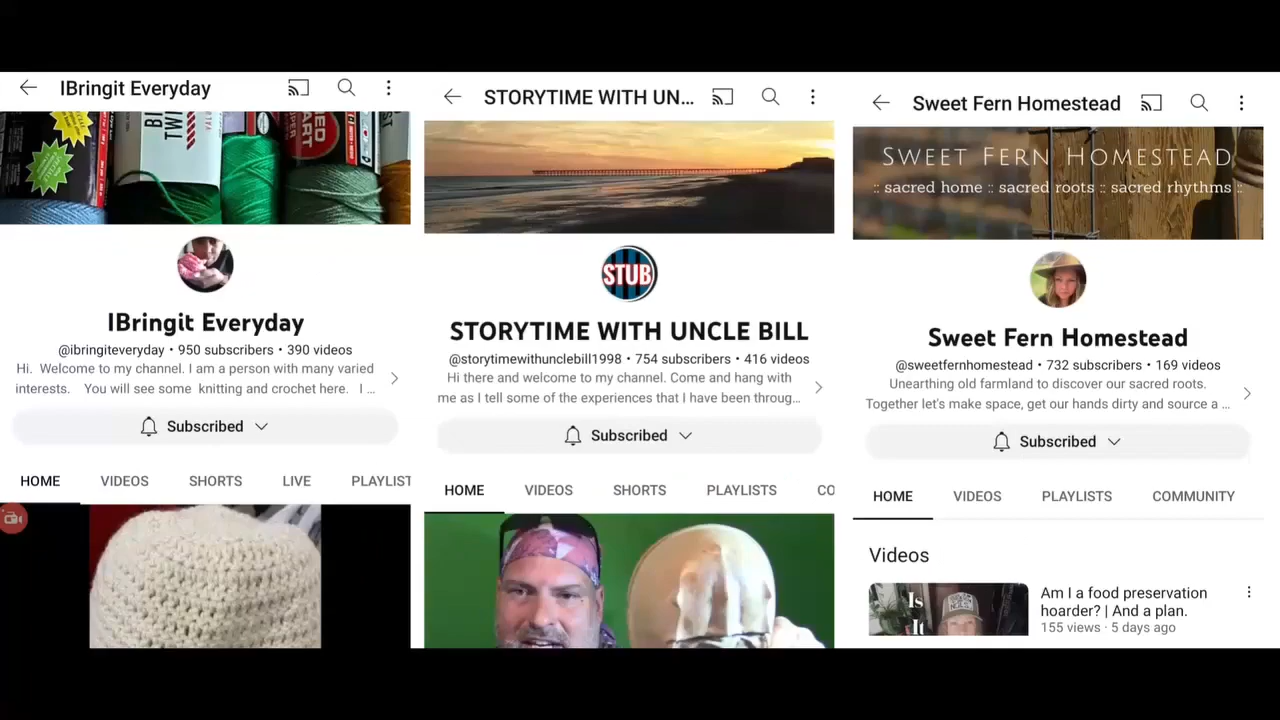 IBringit Everyday
TWI
RED
HEART
SUPER
IBringit Everyday
@ibringiteveryday • 950 subscribers • 390 videos
Hi. Welcome to my channel. I am a person with many varied
interests. You will see some knitting and crochet here. I ...
Subscribed
HOME VIDEOS SHORTS LIVE PLAYLIST
STORYTIME WITH UN...
STUB
STORYTIME WITH UNCLE BILL
@storytimewithunclebill1998 • 754 subscribers • 416 videos
Hi there and welcome to my channel. Come and hang with
me as I tell some of the experiences that I have been throug...
Subscribed
HOME VIDEOS SHORTS PLAYLISTS CO
Sweet Fern Homestead
SWEET FERN HOMESTEAD
:: sacred home :: sacred roots :: sacred rhythms ::
Sweet Fern Homestead
@sweetfernhomestead • 732 subscribers • 169 videos
Unearthing old farmland to discover our sacred roots.
Together let's make space, get our hands dirty and source a ...
Subscribed
HOME VIDEOS PLAYLISTS COMMUNITY
Videos
Is
It
Am I a food preservation
hoarder? | And a plan.
155 views · 5 days ago